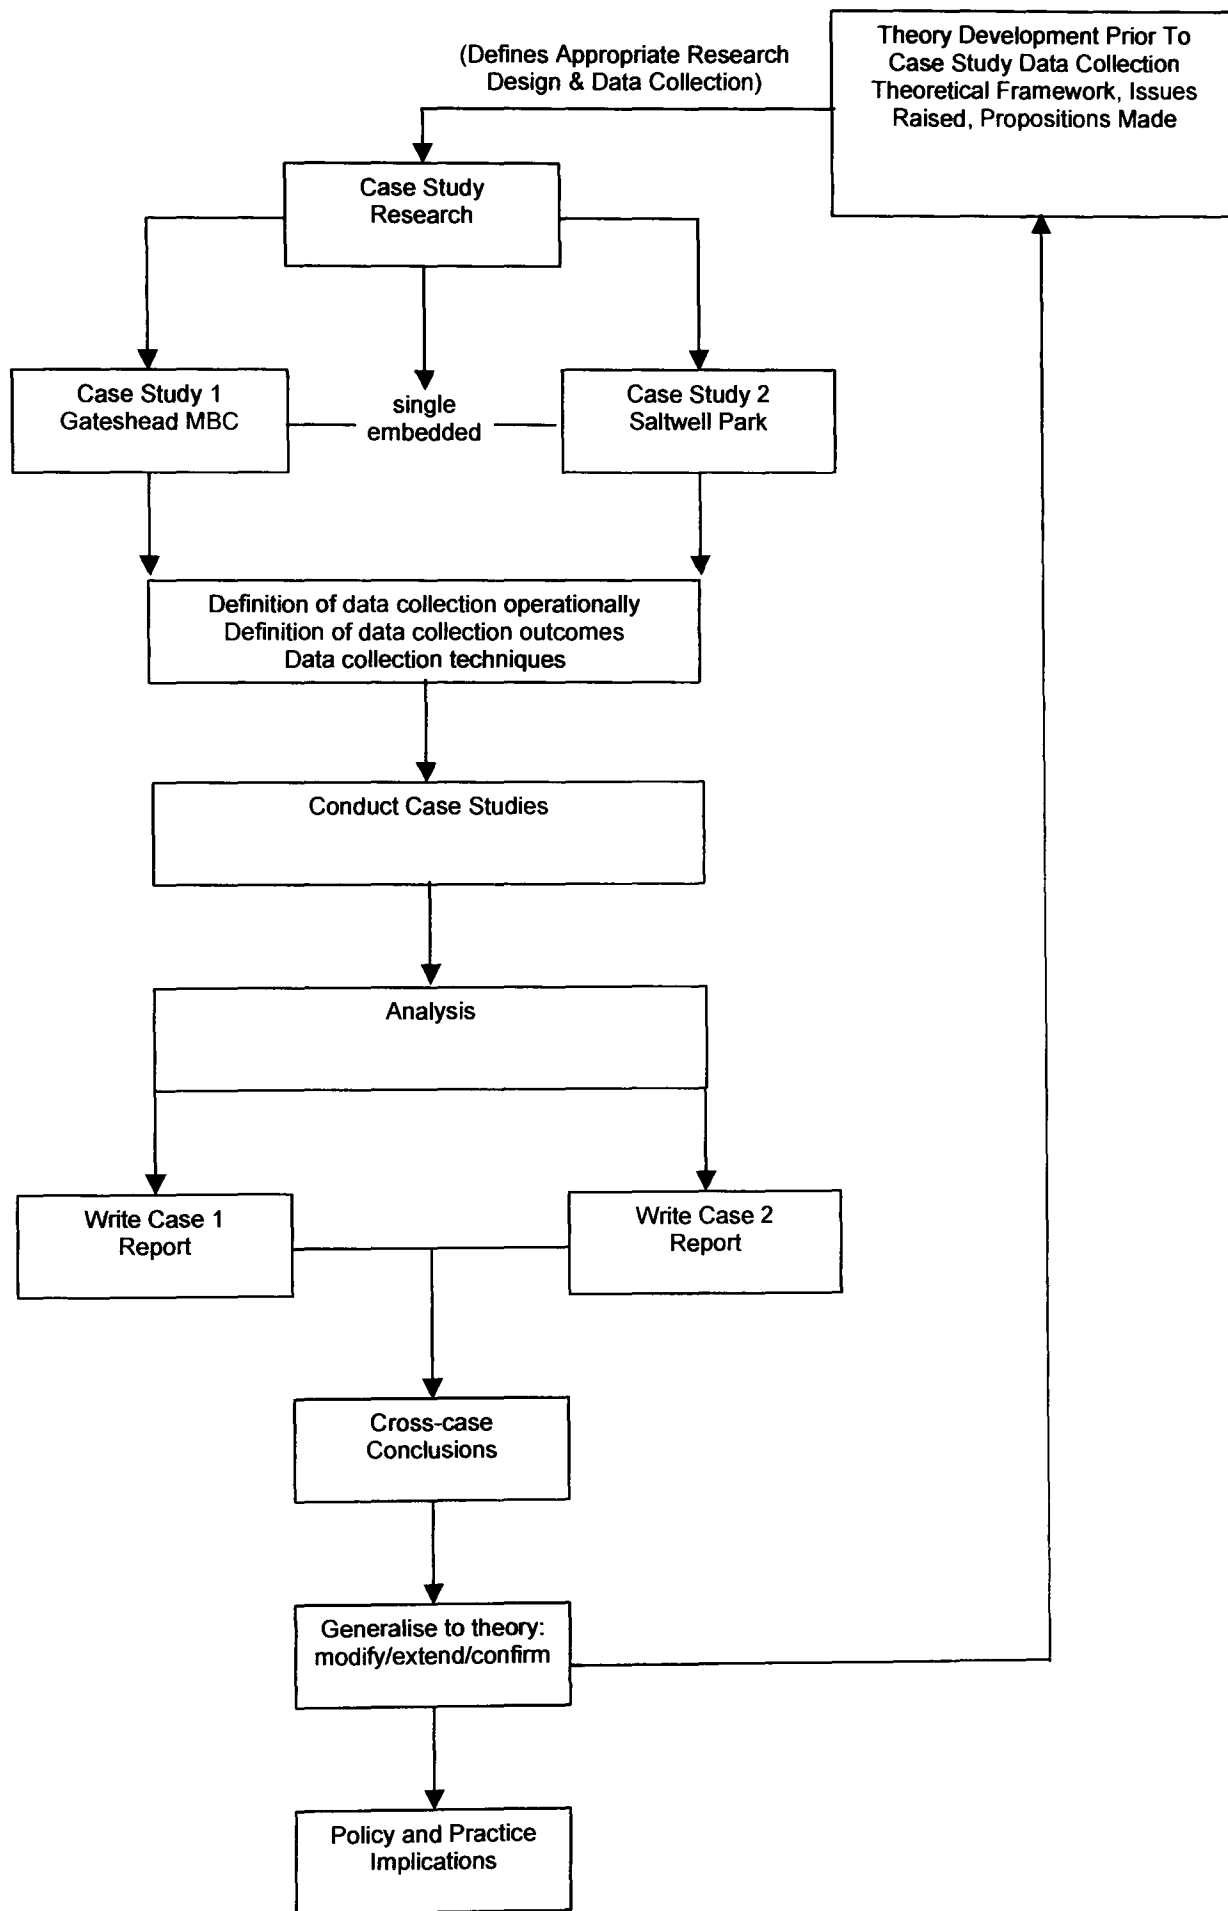 (Defines Appropriate Research
Design & Data Collection)
Theory Development Prior To
Case Study Data Collection
Theoretical Framework, Issues
Raised, Propositions Made
Case Study
Research
Case Study 1
Gateshead MBC
single
embedded
Case Study 2
Saltwell Park
Definition of data collection operationally
Definition of data collection outcomes
Data collection techniques
Conduct Case Studies
Analysis
Write Case 1
Report
Write Case 2
Report
Cross-case
Conclusions
Generalise to theory:
modify/extend/confirm
Policy and Practice
Implications